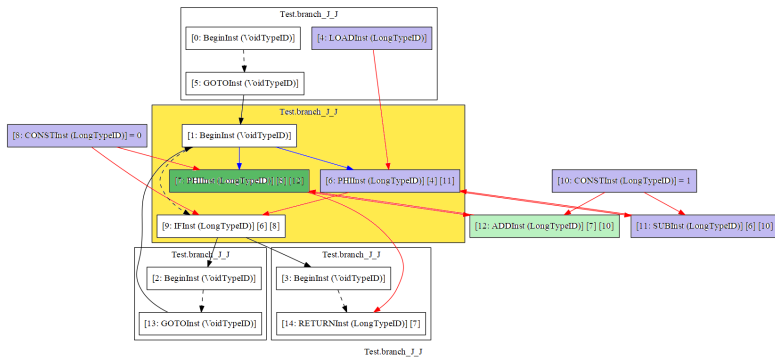 Test.branch_J_J
[0: BeginInst (VoidTypeID)]
[4: LOADInst (LongTypeID)]
[5: GOTOInst (VoidTypeID)]
Test.branch_J_J
[8: CONSTInst (LongTypeID)] = 0
[1: BeginInst (VoidTypeID)]
[7: PHIInst (LongTypeID)] [8] [12]
[6: PHIInst (LongTypeID)] [4] [11]
[10: CONSTInst (LongTypeID)] = 1
[9: IFInst (LongTypeID)] [6] [8]
[12: ADDInst (LongTypeID)] [7] [10]
[11: SUBInst (LongTypeID)] [6] [10]
Test.branch_J_J
Test.branch_J_J
[2: BeginInst (VoidTypeID)]
[3: BeginInst (VoidTypeID)]
[13: GOTOInst (VoidTypeID)]
[14: RETURNInst (LongTypeID)] [7]
Test.branch_J_J